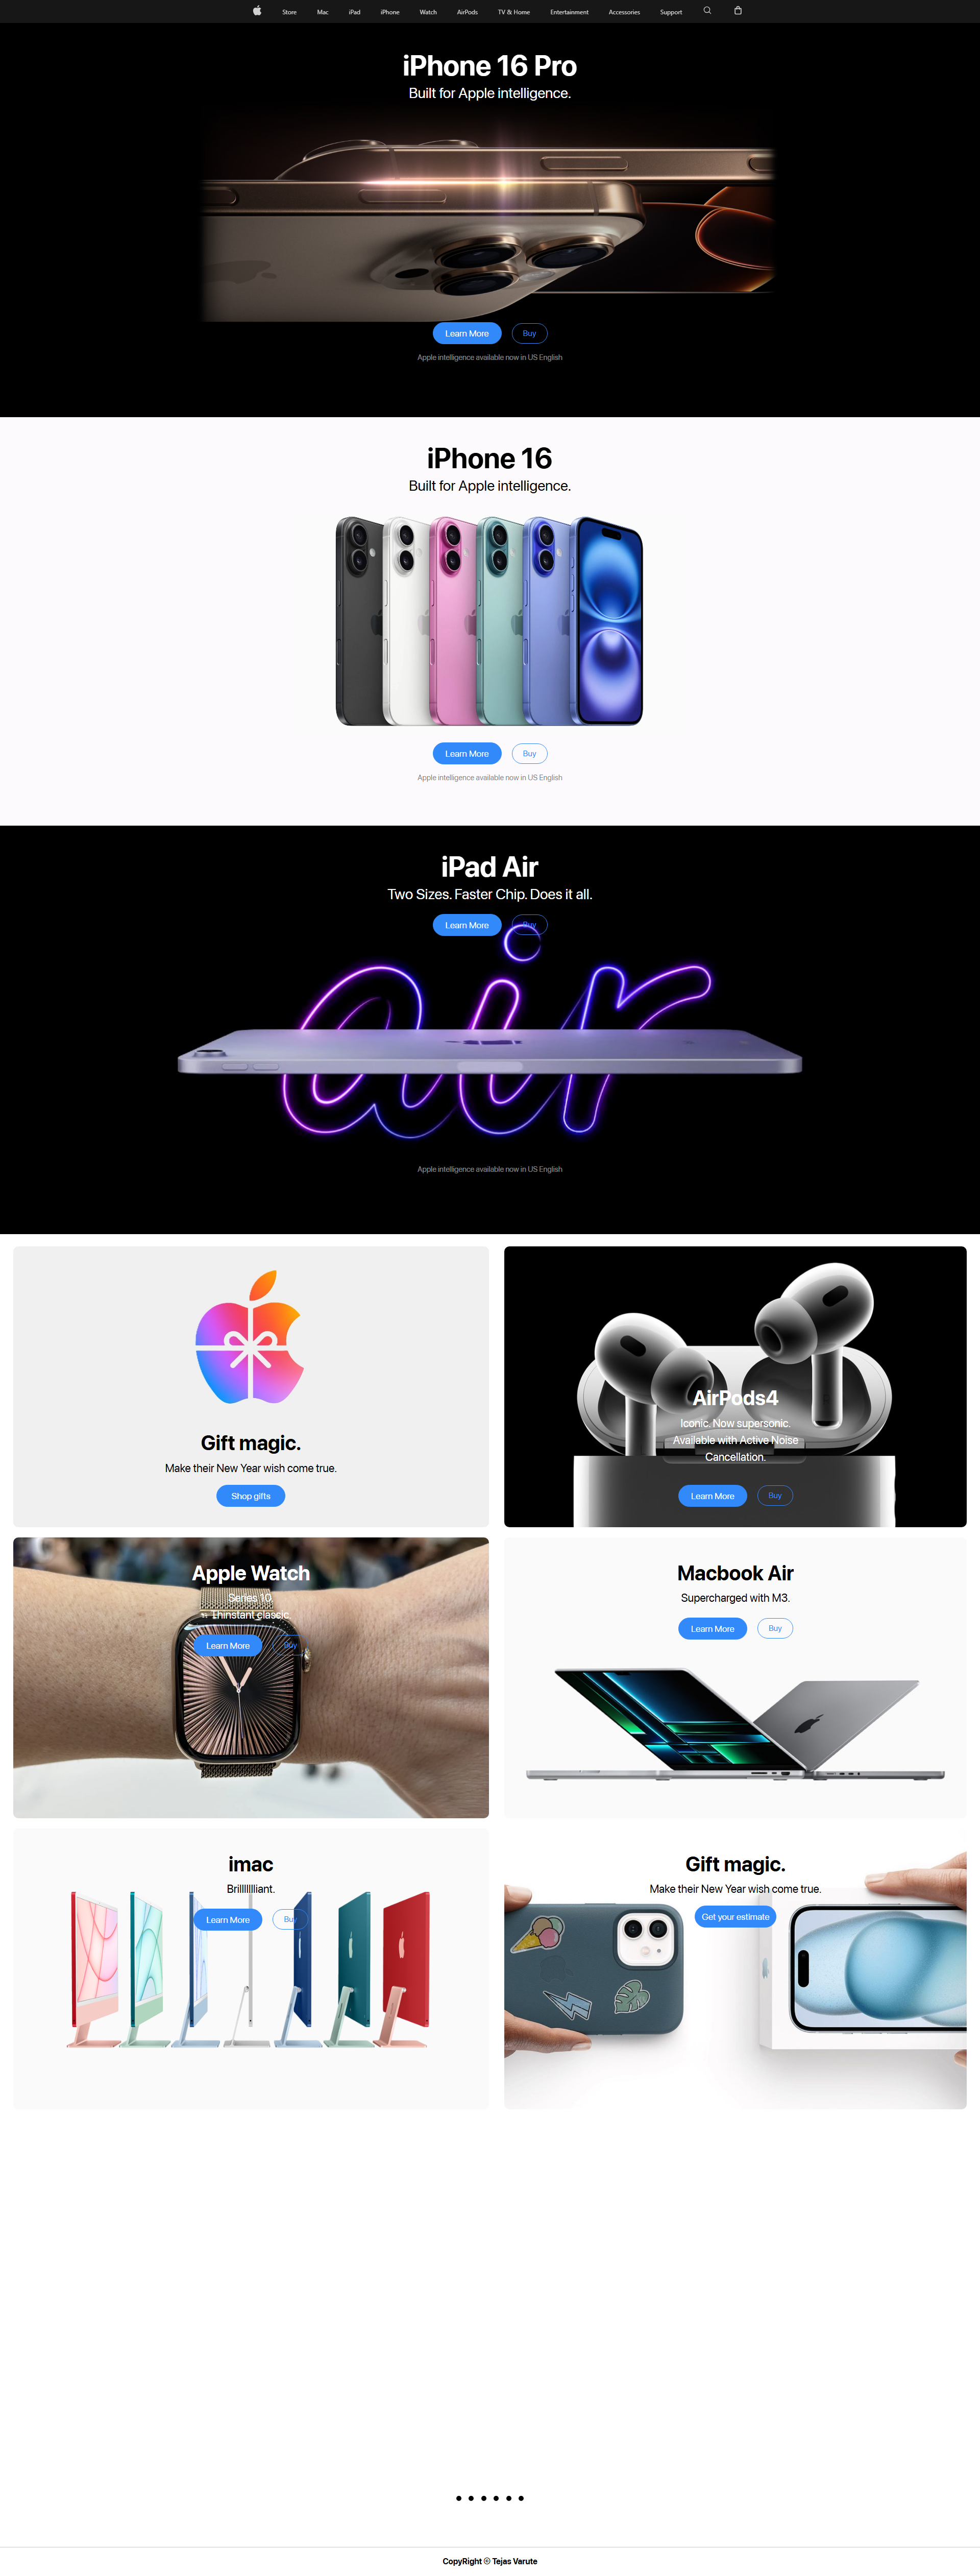 Store Mac iPad iPhone Watch AirPods TV & Home Entertainment Accessories Support
iPhone 16 Pro
Built for Apple intelligence.
Learn More Buy
Apple intelligence available now in US English
iPhone 16
Built for Apple intelligence.
Learn More Buy
Apple intelligence available now in US English
iPad Air
Two Sizes. Faster Chip. Does it all.
Learn More Buy
air
Apple intelligence available now in US English
Gift magic.
Make their New Year wish come true.
Shop gifts
AirPods4
Iconic. Now supersonic.
Available with Active Noise
Cancellation.
Learn More Buy
Apple Watch
Series 10.
Thinstant classic.
Learn More Buy
Macbook Air
Supercharged with M3.
Learn More Buy
imac
Brilllllllliant.
Learn More Buy
Gift magic.
Make their New Year wish come true.
Get your estimate
CopyRight ® Tejas Varute